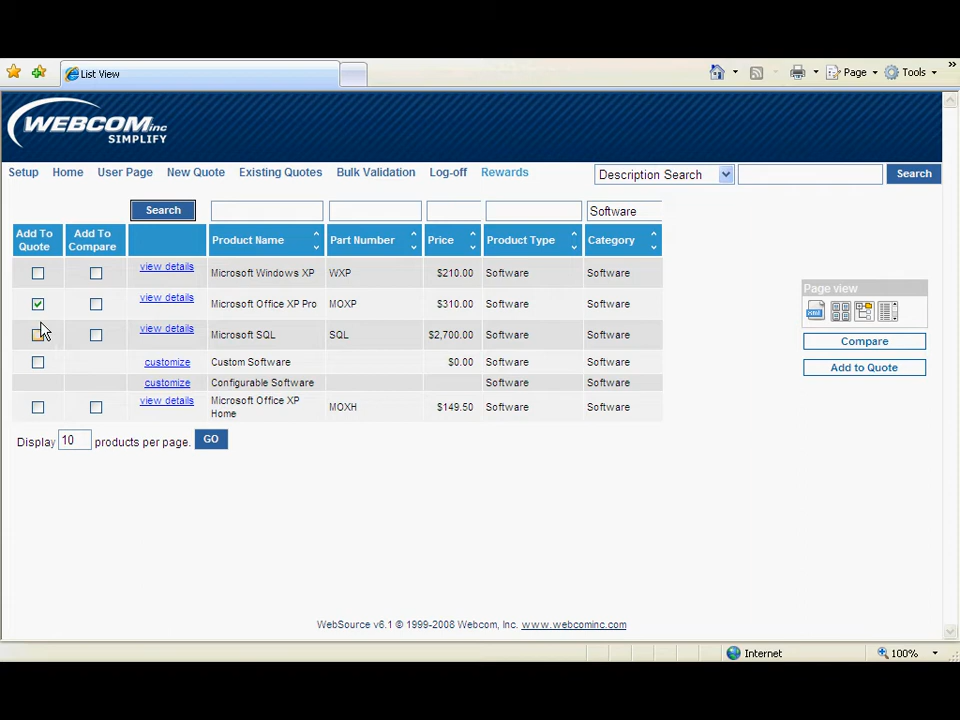 List View
Page
Tools
WEBCOM inc
SIMPLIFY
Setup Home User Page New Quote Existing Quotes Bulk Validation Log-off Rewards Description Search Search
Search Software
Add To Quote Add To Compare Product Name Part Number Price Product Type Category
view details Microsoft Windows XP WXP $210.00 Software Software
view details Microsoft Office XP Pro MOXP $310.00 Software Software
view details Microsoft SQL SQL $2,700.00 Software Software
customize Custom Software $0.00 Software Software
customize Configurable Software Software Software
view details Microsoft Office XP Home MOXH $149.50 Software Software
Page view
XML
Compare
Add to Quote
Display 10 products per page. GO
WebSource v6.1 © 1999-2008 Webcom, Inc. www.webcominc.com
Internet 100%